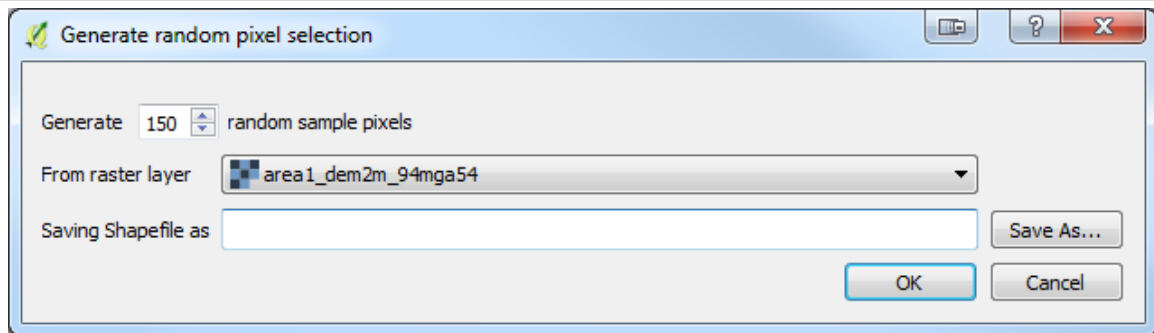 Generate random pixel selection
Generate 150 random sample pixels
From raster layer area1_dem2m_94mga54
Saving Shapefile as Save As...
OK Cancel